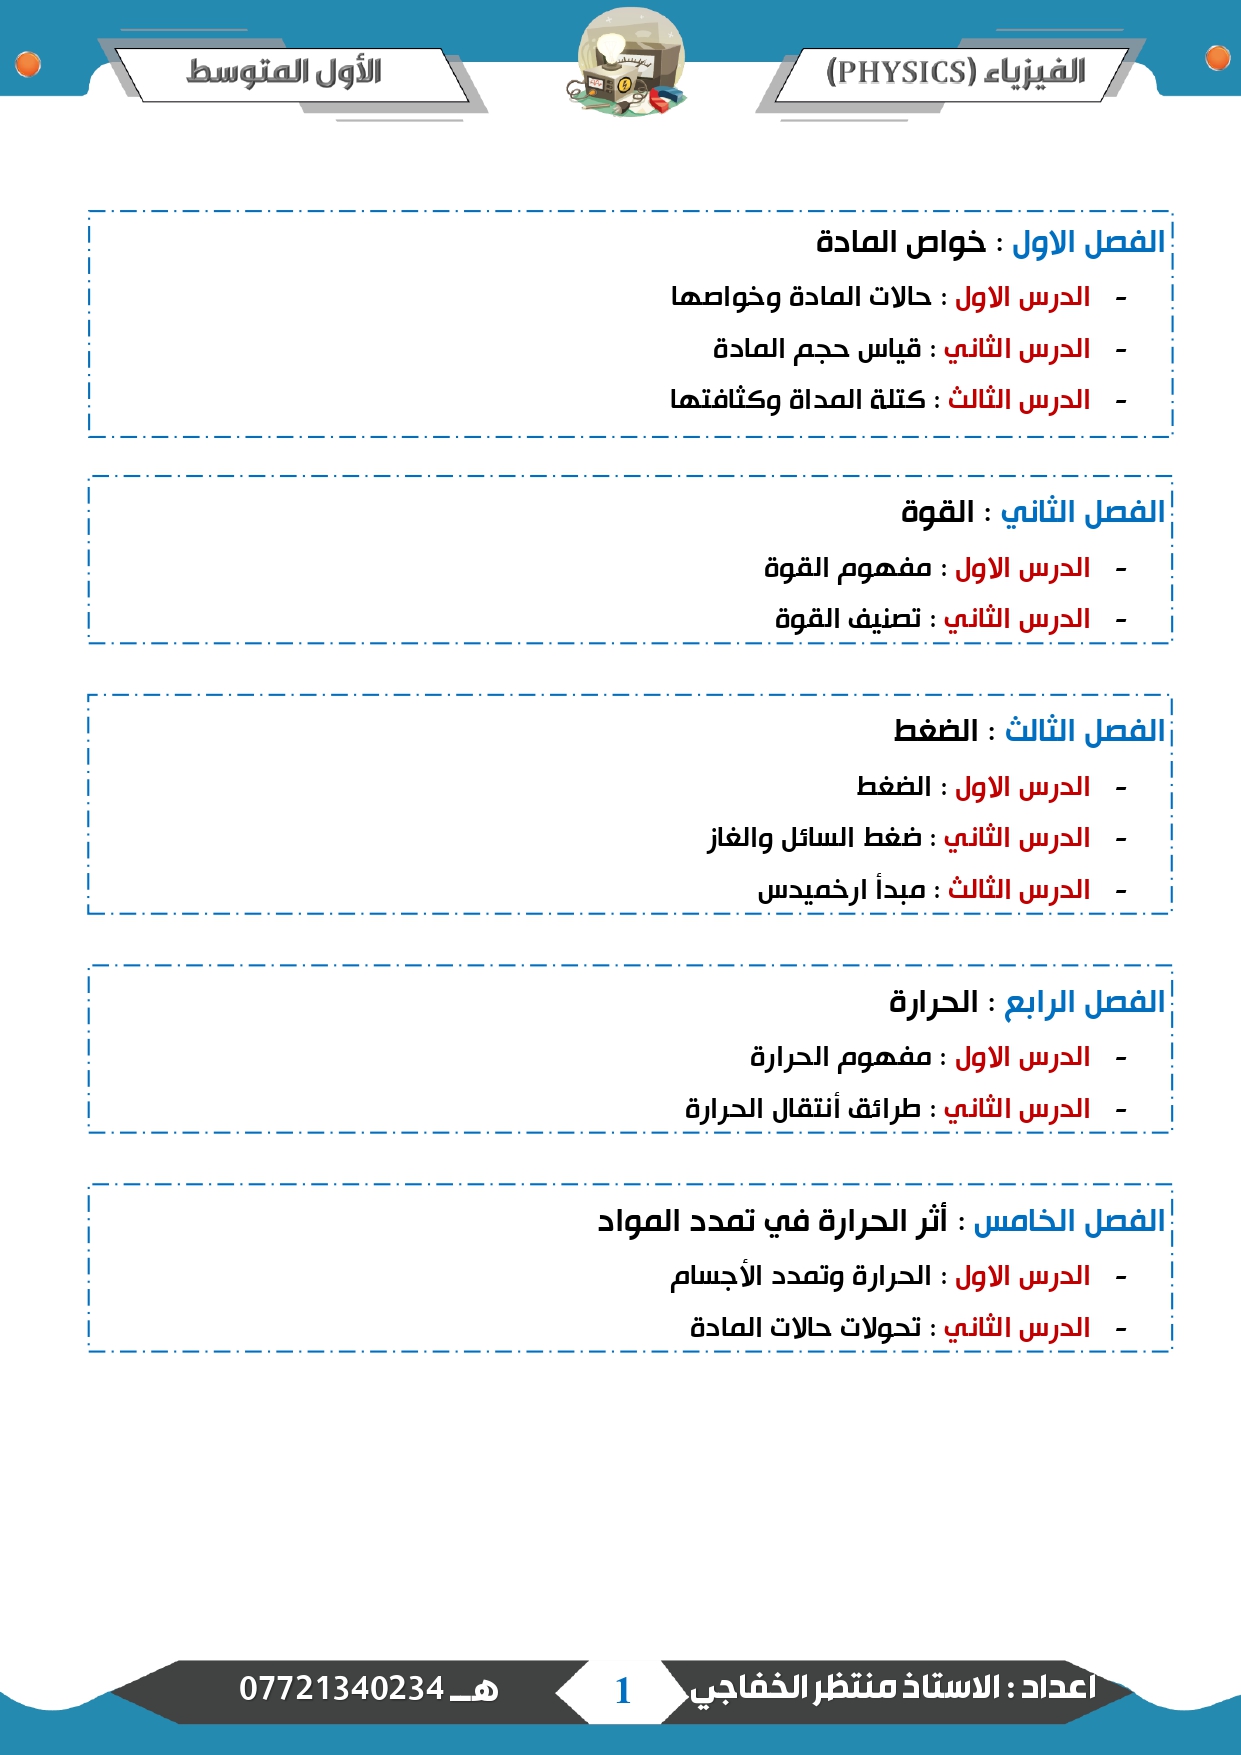 الفيزياء (PHYSICS)
الأول المتوسط
الفصل الاول : خواص المادة
- الدرس الاول : حالات المادة وخواصها
- الدرس الثاني : قياس حجم المادة
- الدرس الثالث : كتلة المداة وكثافتها
الفصل الثاني : القوة
- الدرس الاول : مفهوم القوة
- الدرس الثاني : تصنيف القوة
الفصل الثالث : الضغط
- الدرس الاول : الضغط
- الدرس الثاني : ضغط السائل والغاز
- الدرس الثالث : مبدأ ارخميدس
الفصل الرابع : الحرارة
- الدرس الاول : مفهوم الحرارة
- الدرس الثاني : طرائق أنتقال الحرارة
الفصل الخامس : أثر الحرارة في تمدد المواد
- الدرس الاول : الحرارة وتمدد الأجسام
- الدرس الثاني : تحولات حالات المادة
اعداد : الاستاذ منتظر الخفاجي
1
هـ 07721340234